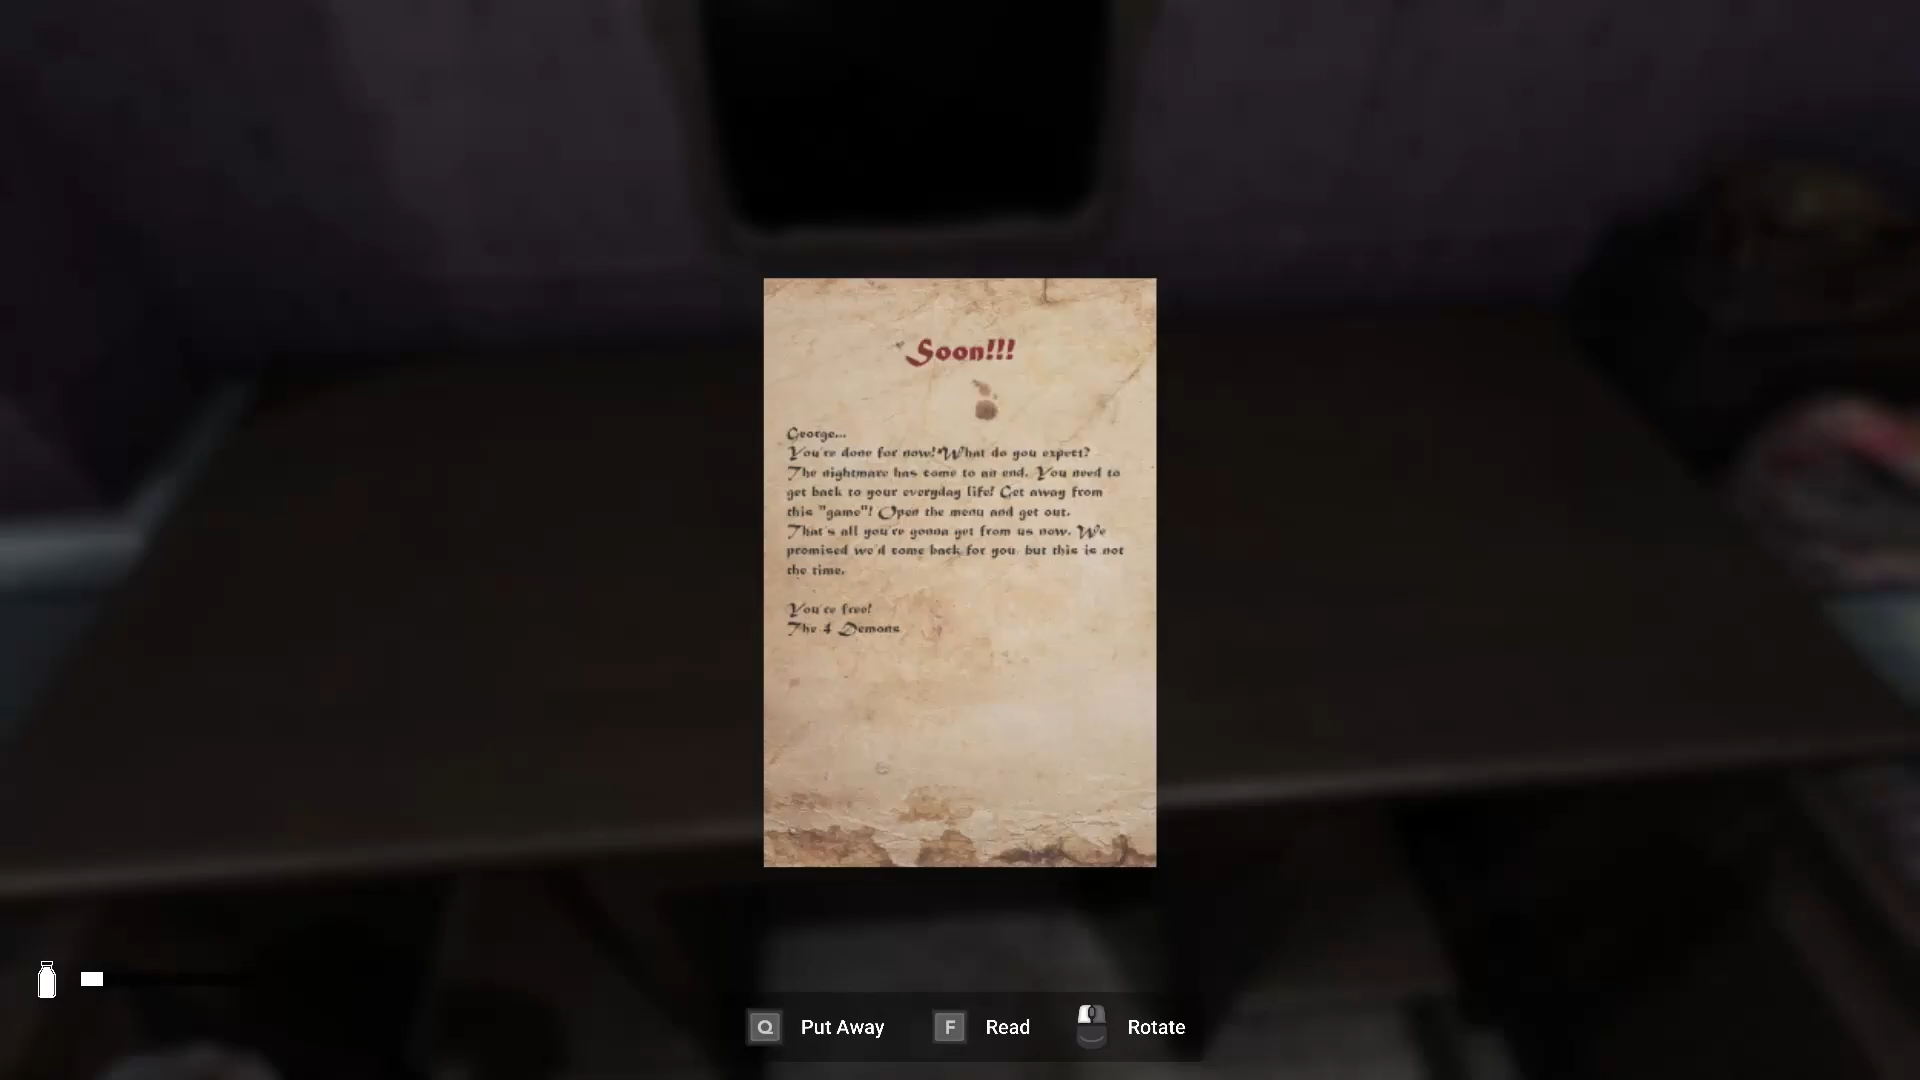 Soon!!!
George...
You're done for now! What do you expect?
The nightmare has come to an end. You need to
get back to your everyday life! Get away from
this "game"! Open the menu and get out.
That's all you're gonna get from us now. We
promised we'd come back for you, but this is not
the time.
You're free!
The 4 Demons
Q Put Away F Read Rotate